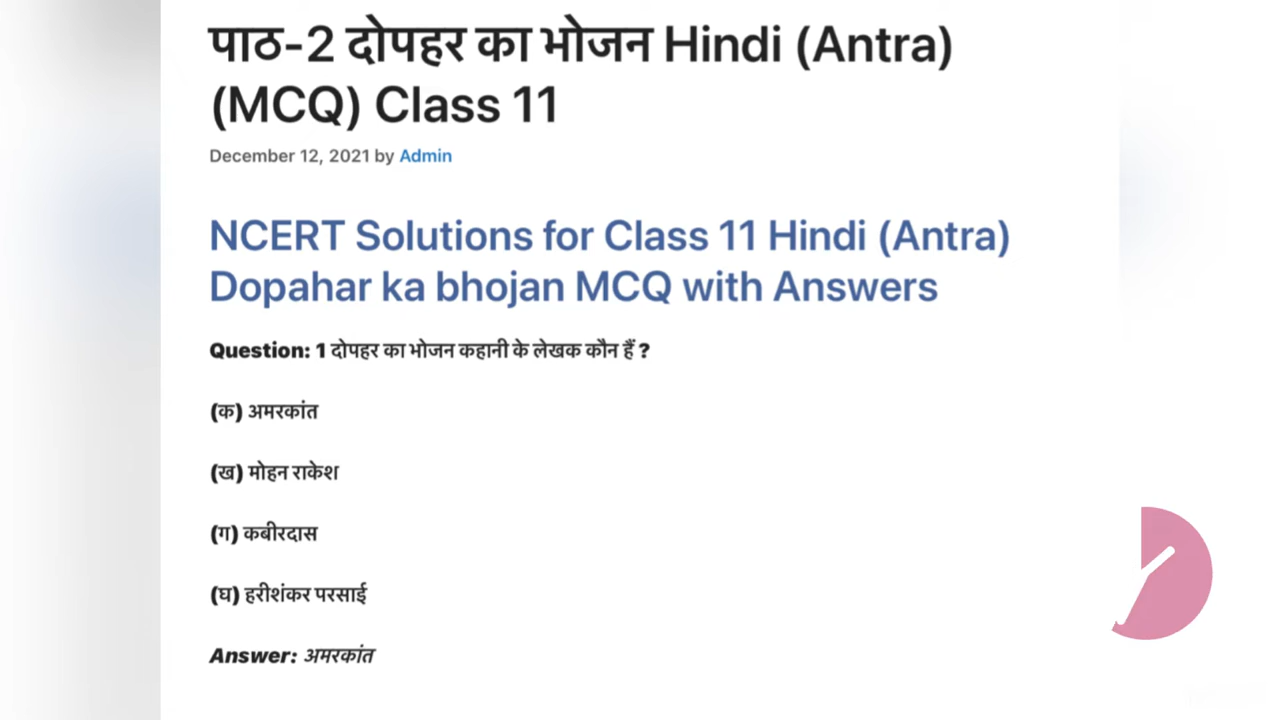 पाठ-2 दोपहर का भोजन Hindi (Antra)
(MCQ) Class 11
December 12, 2021 by Admin
NCERT Solutions for Class 11 Hindi (Antra)
Dopahar ka bhojan MCQ with Answers
Question: 1 दोपहर का भोजन कहानी के लेखक कौन हैं ?
(क) अमरकांत
(ख) मोहन राकेश
(ग) कबीरदास
(घ) हरीशंकर परसाई
Answer: अमरकांत